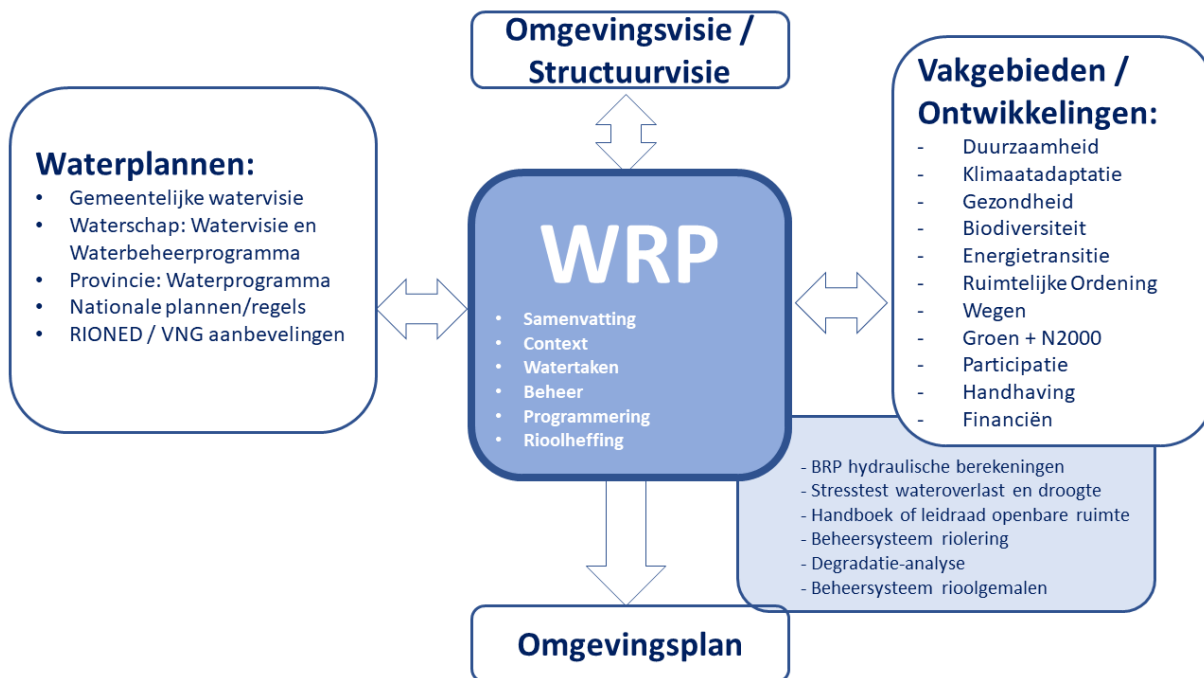 Omgevingsvisie /
Structuurvisie
Waterplannen:
• Gemeentelijke watervisie
• Waterschap: Watervisie en
Waterbeheerprogramma
• Provincie: Waterprogramma
• Nationale plannen/regels
• RIONED / VNG aanbevelingen
WRP
• Samenvatting
• Context
• Watertaken
• Beheer
• Programmering
• Rioolheffing
Vakgebieden /
Ontwikkelingen:
- Duurzaamheid
- Klimaatadaptatie
- Gezondheid
- Biodiversiteit
- Energietransitie
- Ruimtelijke Ordening
- Wegen
- Groen + N2000
- Participatie
- Handhaving
- Financiën
- BRP hydraulische berekeningen
- Stresstest wateroverlast en droogte
- Handboek of leidraad openbare ruimte
- Beheersysteem riolering
- Degradatie-analyse
- Beheersysteem rioolgemalen
Omgevingsplan